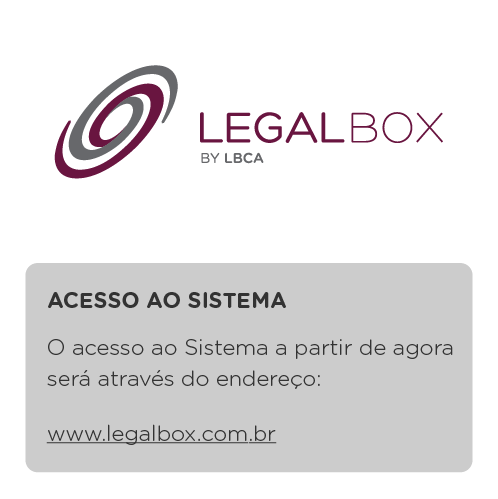 LEGALBOX
BY LBCA
ACESSO AO SISTEMA
O acesso ao Sistema a partir de agora
será através do endereço:
www.legalbox.com.br